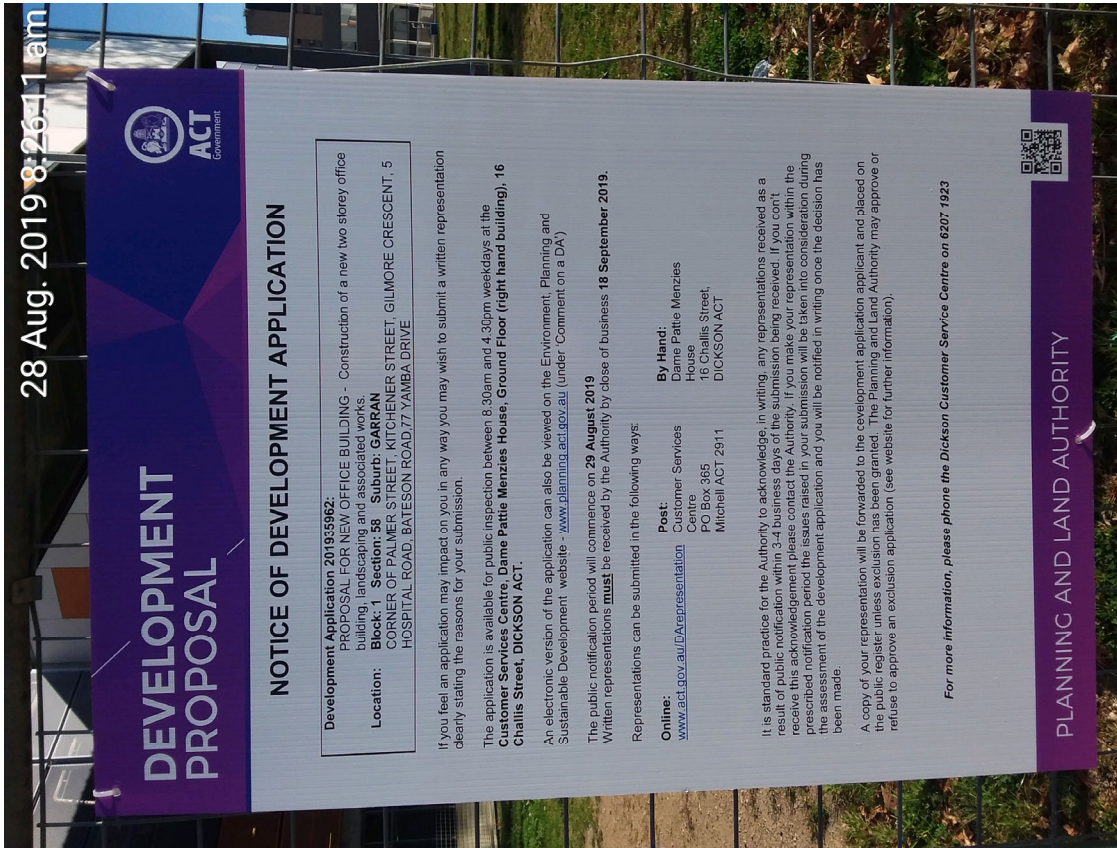 28 Aug. 2019 8:26:11 am
DEVELOPMENT
PROPOSAL
ACT
Government
NOTICE OF DEVELOPMENT APPLICATION
Development Application 201935962:
PROPOSAL FOR NEW OFFICE BUILDING - Construction of a new two storey office
building, landscaping and associated works.
Location: Block: 1 Section: 58 Suburb: GARRAN
CORNER OF PALMER STREET, KITCHENER STREET, GILMORE CRESCENT, 5
HOSPITAL ROAD, BATESON ROAD,77 YAMBA DRIVE
If you feel an application may impact on you in any way you may wish to submit a written representation
clearly stating the reasons for your submission.
The application is available for public inspection between 8.30am and 4.30pm weekdays at the
Customer Services Centre, Dame Pattie Menzies House, Ground Floor (right hand building), 16
Challis Street, DICKSON ACT.
An electronic version of the application can also be viewed on the Environment, Planning and
Sustainable Development website - www.planning.act.gov.au (under 'Comment on a DA')
The public notification period will commence on 29 August 2019
Written representations must be received by the Authority by close of business 18 September 2019.
Representations can be submitted in the following ways:
Online:
www.act.gov.au/DArepresentation
Post:
Customer Services
Centre
PO Box 365
Mitchell ACT 2911
By Hand:
Dame Patte Menzies
House
16 Challis Street,
DICKSON ACT
It is standard practice for the Authority to acknowledge, in writing, any representations received as a
result of public notification within 3-4 business days of the submission being received. If you con't
receive this acknowledgement please contact the Authority. If you make your representation within the
prescribed notification period the issues raised in your submission will be taken into consideration during
the assessment of the development application and you will be notified in writing once the decision has
been made.
A copy of your representation will be forwarded to the development application applicant and placed on
the public register unless exclusion has been granted. The Planning and Land Authority may approve or
refuse to approve an exclusion application (see website for further information).
For more information, please phone the Dickson Customer Service Centre on 6207 1923
PLANNING AND LAND AUTHORITY